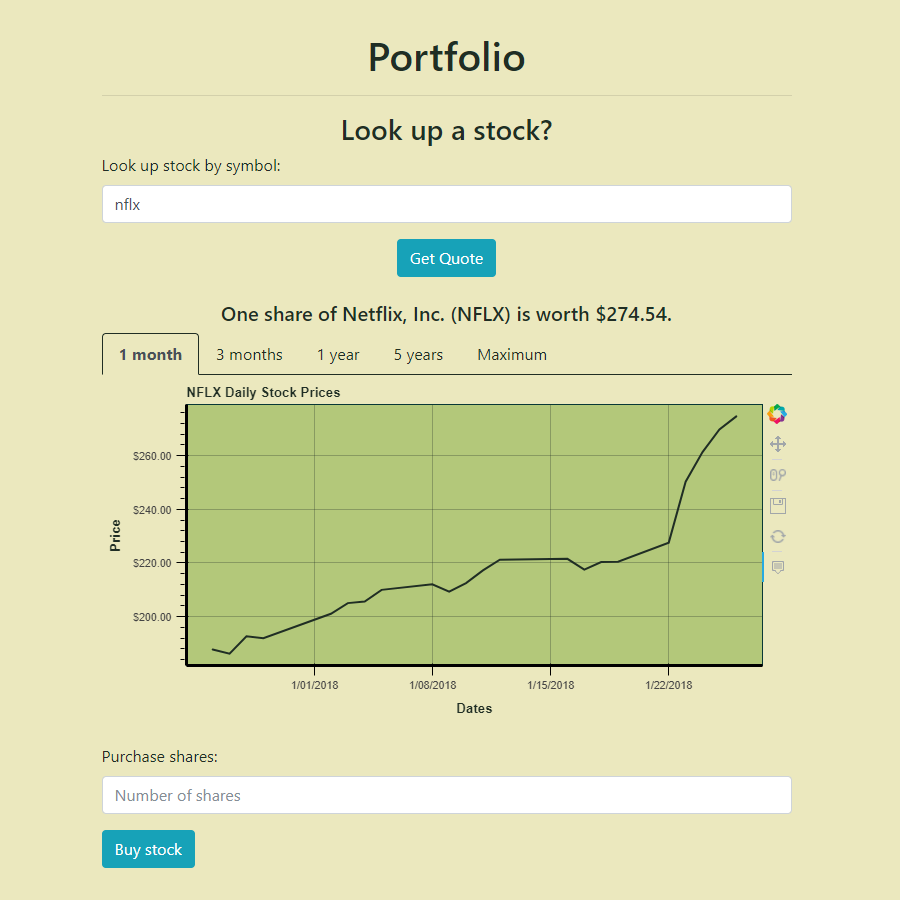 Portfolio
Look up a stock?
Look up stock by symbol:
nflx
Get Quote
One share of Netflix, Inc. (NFLX) is worth $274.54.
1 month 3 months 1 year 5 years Maximum
NFLX Daily Stock Prices
$260.00
$240.00
$220.00
$200.00
Price
1/01/2018 1/08/2018 1/15/2018 1/22/2018
Dates
Purchase shares:
Number of shares
Buy stock